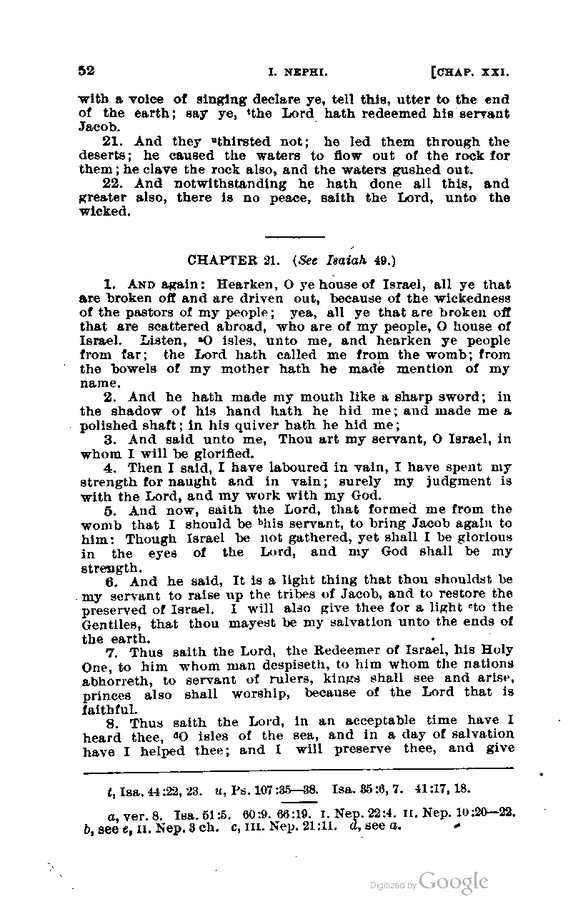 52 I. NEPHI. [CHAP. XXI.
with a voice of singing declare ye, tell this, utter to the end
of the earth; say ye, ᵗthe Lord hath redeemed his servant
Jacob.
21. And they ᵘthirsted not; he led them through the
deserts; he caused the waters to flow out of the rock for
them; he clave the rock also, and the waters gushed out.
22. And notwithstanding he hath done all this, and
greater also, there is no peace, saith the Lord, unto the
wicked.
CHAPTER 21. (See Isaiah 49.)
1. AND again: Hearken, O ye house of Israel, all ye that
are broken off and are driven out, because of the wickedness
of the pastors of my people; yea, all ye that are broken off
that are scattered abroad, who are of my people, O house of
Israel. Listen, ᵃO isles, unto me, and hearken ye people
from far; the Lord hath called me from the womb; from
the bowels of my mother hath he made mention of my
name.
2. And he hath made my mouth like a sharp sword; in
the shadow of his hand hath he hid me; and made me a
polished shaft; in his quiver hath he hid me;
3. And said unto me, Thou art my servant, O Israel, in
whom I will be glorified.
4. Then I said, I have laboured in vain, I have spent my
strength for naught and in vain; surely my judgment is
with the Lord, and my work with my God.
5. And now, saith the Lord, that formed me from the
womb that I should be ᵇhis servant, to bring Jacob again to
him: Though Israel be not gathered, yet shall I be glorious
in the eyes of the Lord, and my God shall be my
strength.
6. And he said, It is a light thing that thou shouldst be
my servant to raise up the tribes of Jacob, and to restore the
preserved of Israel. I will also give thee for a light ᶜto the
Gentiles, that thou mayest be my salvation unto the ends of
the earth.
7. Thus saith the Lord, the Redeemer of Israel, his Holy
One, to him whom man despiseth, to him whom the nations
abhorreth, to servant of rulers, kings shall see and arise,
princes also shall worship, because of the Lord that is
faithful.
8. Thus saith the Lord, in an acceptable time have I
heard thee, ᵈO isles of the sea, and in a day of salvation
have I helped thee; and I will preserve thee, and give
t, Isa. 44:22, 23. u, Ps. 107:35—38. Isa. 35:6, 7. 41:17, 18.
a, ver. 8. Isa. 51:5. 60:9. 66:19. I. Nep. 22:4. II. Nep. 10:20—22.
b, see e, II. Nep. 3 ch. c, III. Nep. 21:11. d, see a.
Digitized by Google